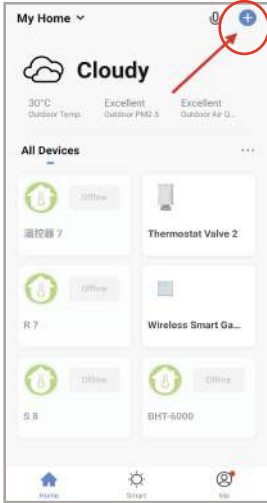 My Home
Cloudy
30°C Excellent Excellent
Outdoor Temp. Outdoor PM2.5 Outdoor Air Q...
All Devices ...
Offline
溫控器 7 Thermostat Valve 2
Offline
R 7 Wireless Smart Ga...
Offline Offline
S 8 BHT-6000
Home Smart Me